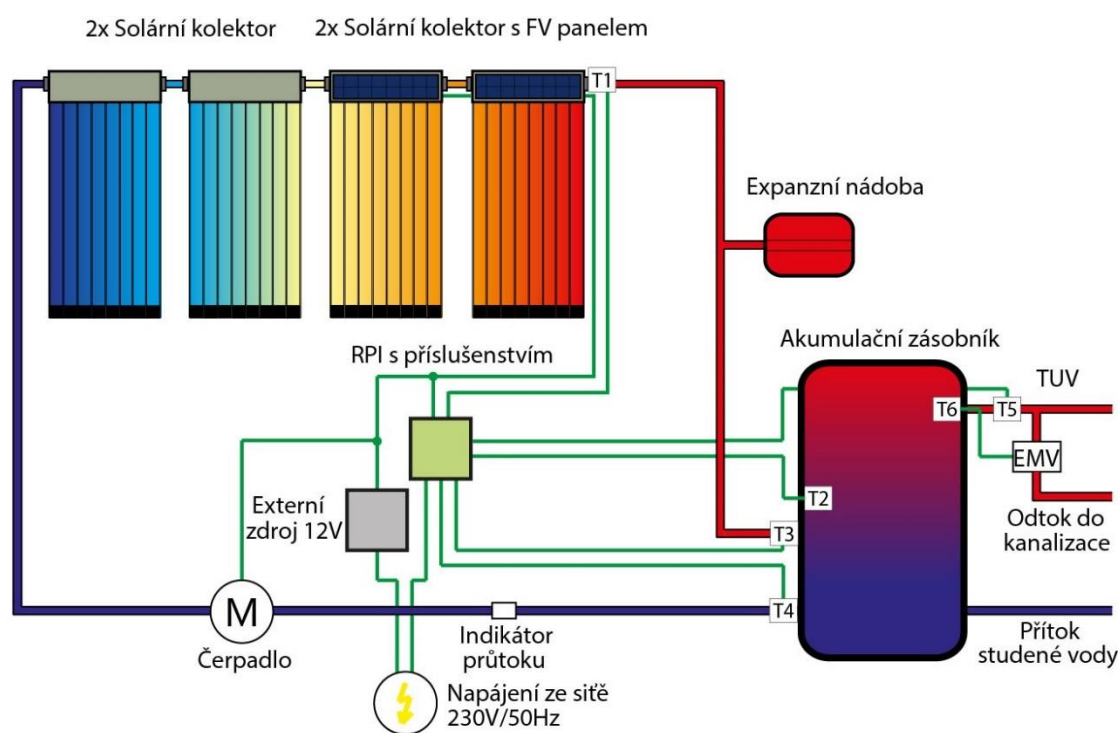 2x Solární kolektor
2x Solární kolektor s FV panelem
T1
Expanzní nádoba
RPI s příslušenstvím
Akumulační zásobník
TUV
T6
T5
EMV
T2
Externí
zdroj 12V
T3
Odtok do
kanalizace
M
T4
Čerpadlo
Indikátor
průtoku
Přítok
studené vody
Napájení ze siťě
230V/50Hz